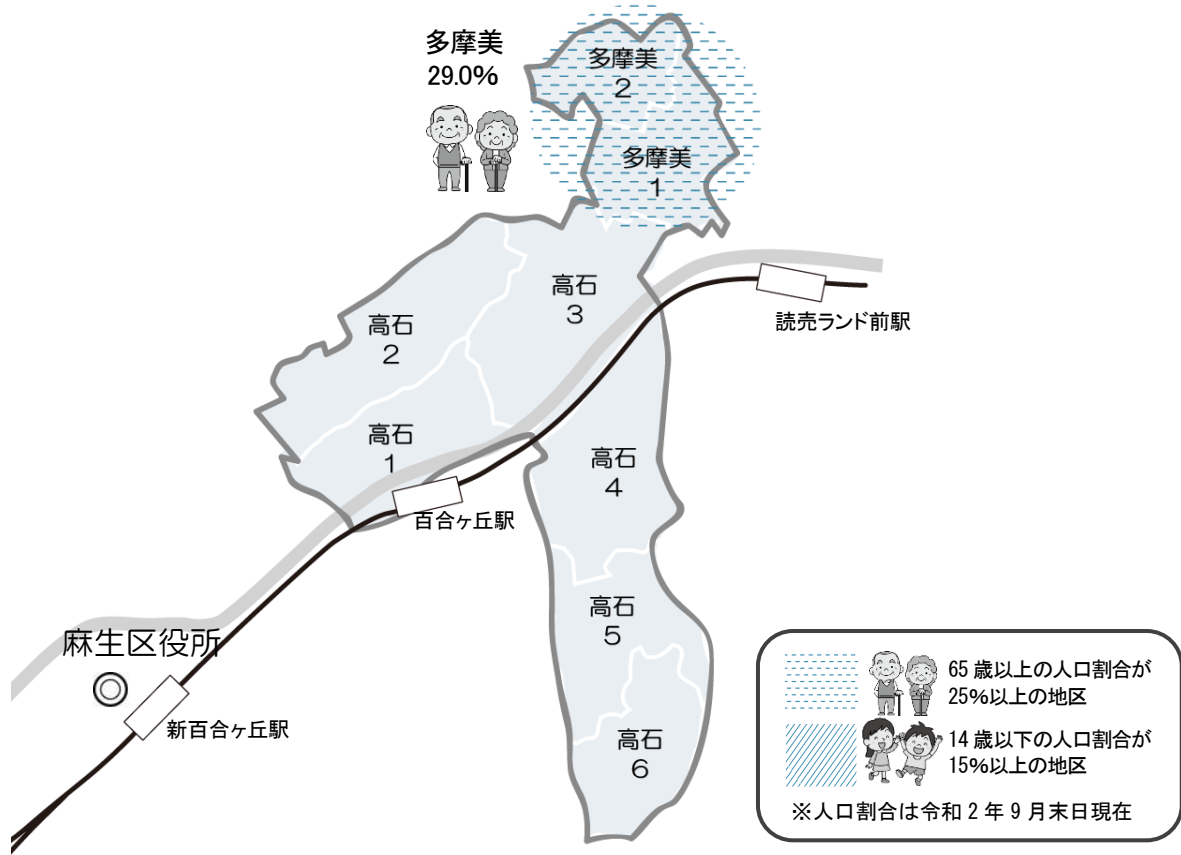 多摩美
29.0%
多摩美
2
多摩美
1
高石
3
高石
2
読売ランド前駅
高石
1
高石
4
百合ヶ丘駅
高石
5
麻生区役所
新百合ヶ丘駅
高石
6
65 歳以上の人口割合が
25%以上の地区
14 歳以下の人口割合が
15%以上の地区
※人口割合は令和 2 年 9 月末日現在